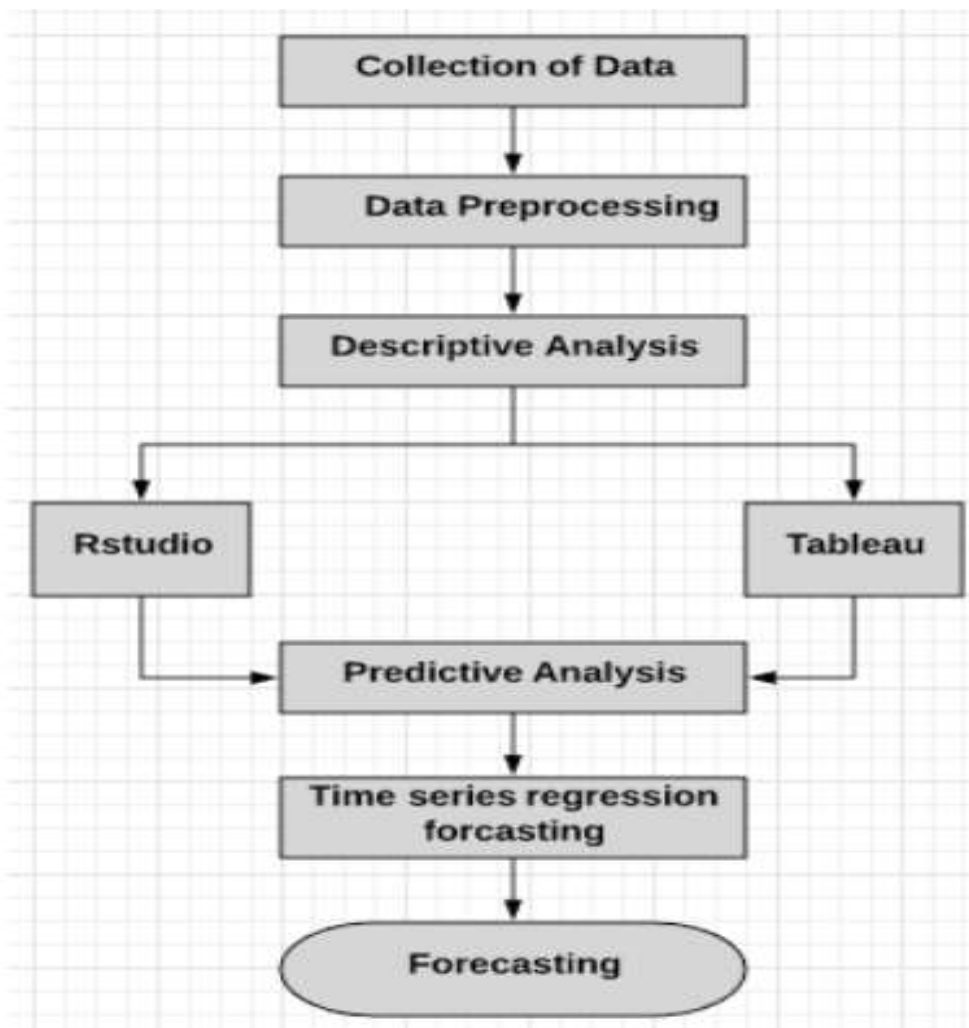 Collection of Data
Data Preprocessing
Descriptive Analysis
Rstudio
Tableau
Predictive Analysis
Time series regression
forcasting
Forecasting